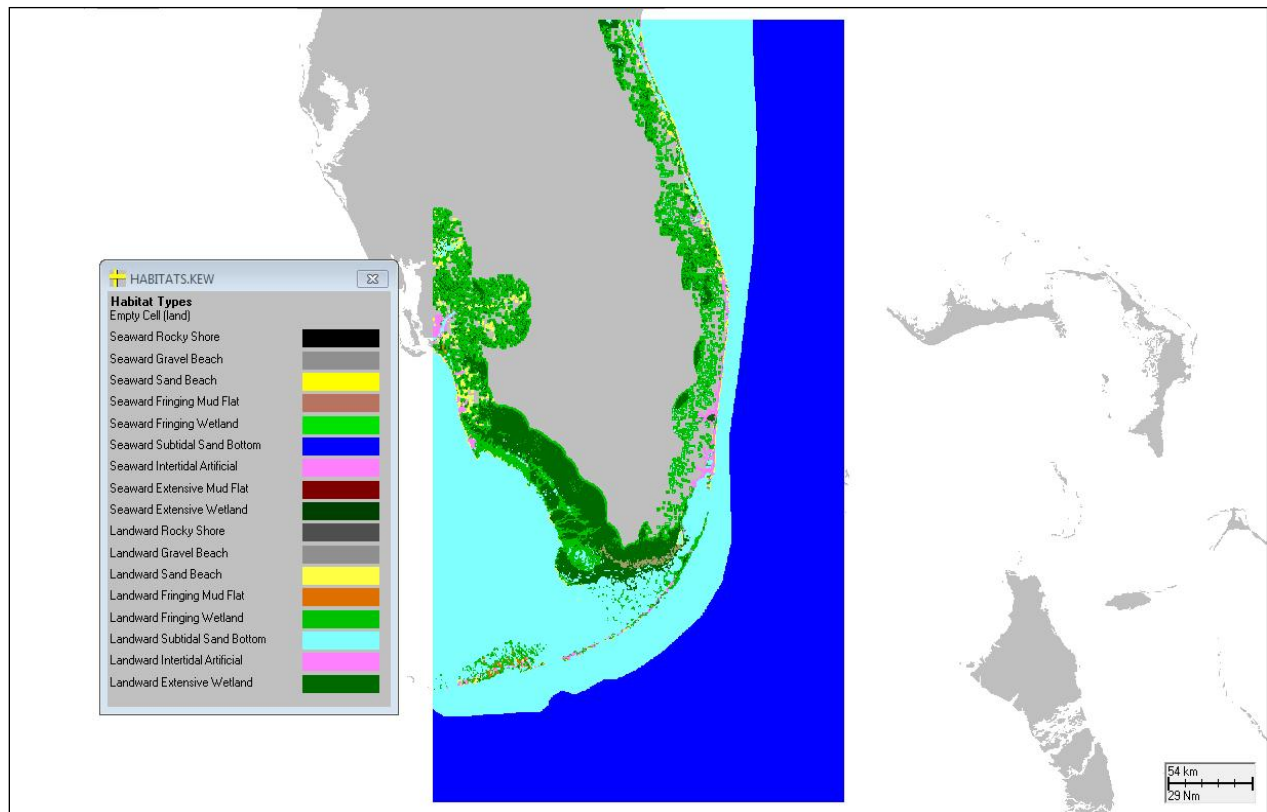 HABITATS.KEW
Habitat Types
Empty Cell (land)
Seaward Rocky Shore
Seaward Gravel Beach
Seaward Sand Beach
Seaward Fringing Mud Flat
Seaward Fringing Wetland
Seaward Subtidal Sand Bottom
Seaward Intertidal Artificial
Seaward Extensive Mud Flat
Seaward Extensive Wetland
Landward Rocky Shore
Landward Gravel Beach
Landward Sand Beach
Landward Fringing Mud Flat
Landward Fringing Wetland
Landward Subtidal Sand Bottom
Landward Intertidal Artificial
Landward Extensive Wetland
54 km
29 Nm